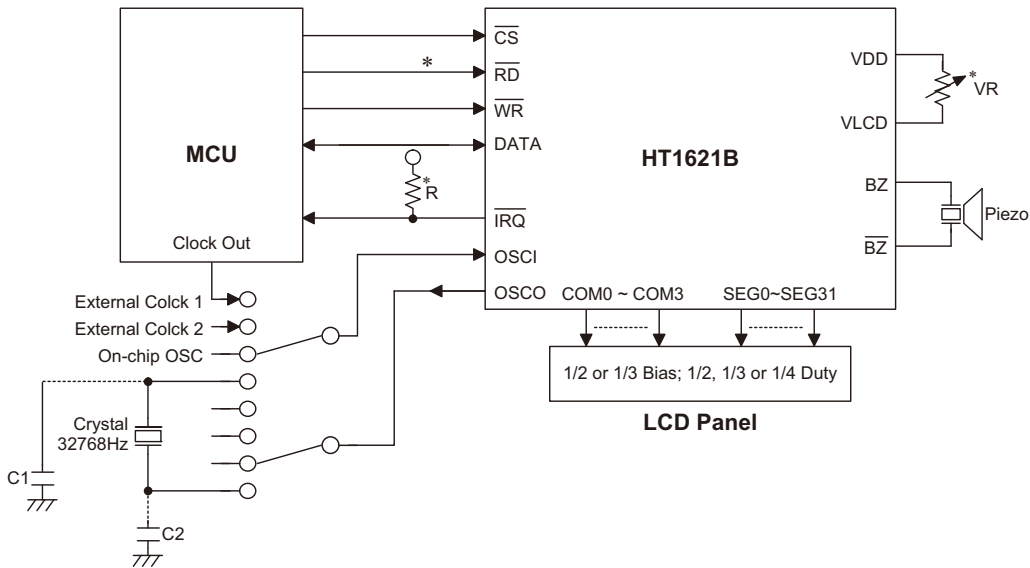 MCU
Clock Out
CS
*
RD
WR
DATA
*
R
IRQ
OSCI
OSCO
HT1621B
VDD
VLCD
*
VR
BZ
BZ
Piezo
COM0 ~ COM3
SEG0~SEG31
External Colck 1
External Colck 2
On-chip OSC
Crystal
32768Hz
C1
C2
1/2 or 1/3 Bias; 1/2, 1/3 or 1/4 Duty
LCD Panel